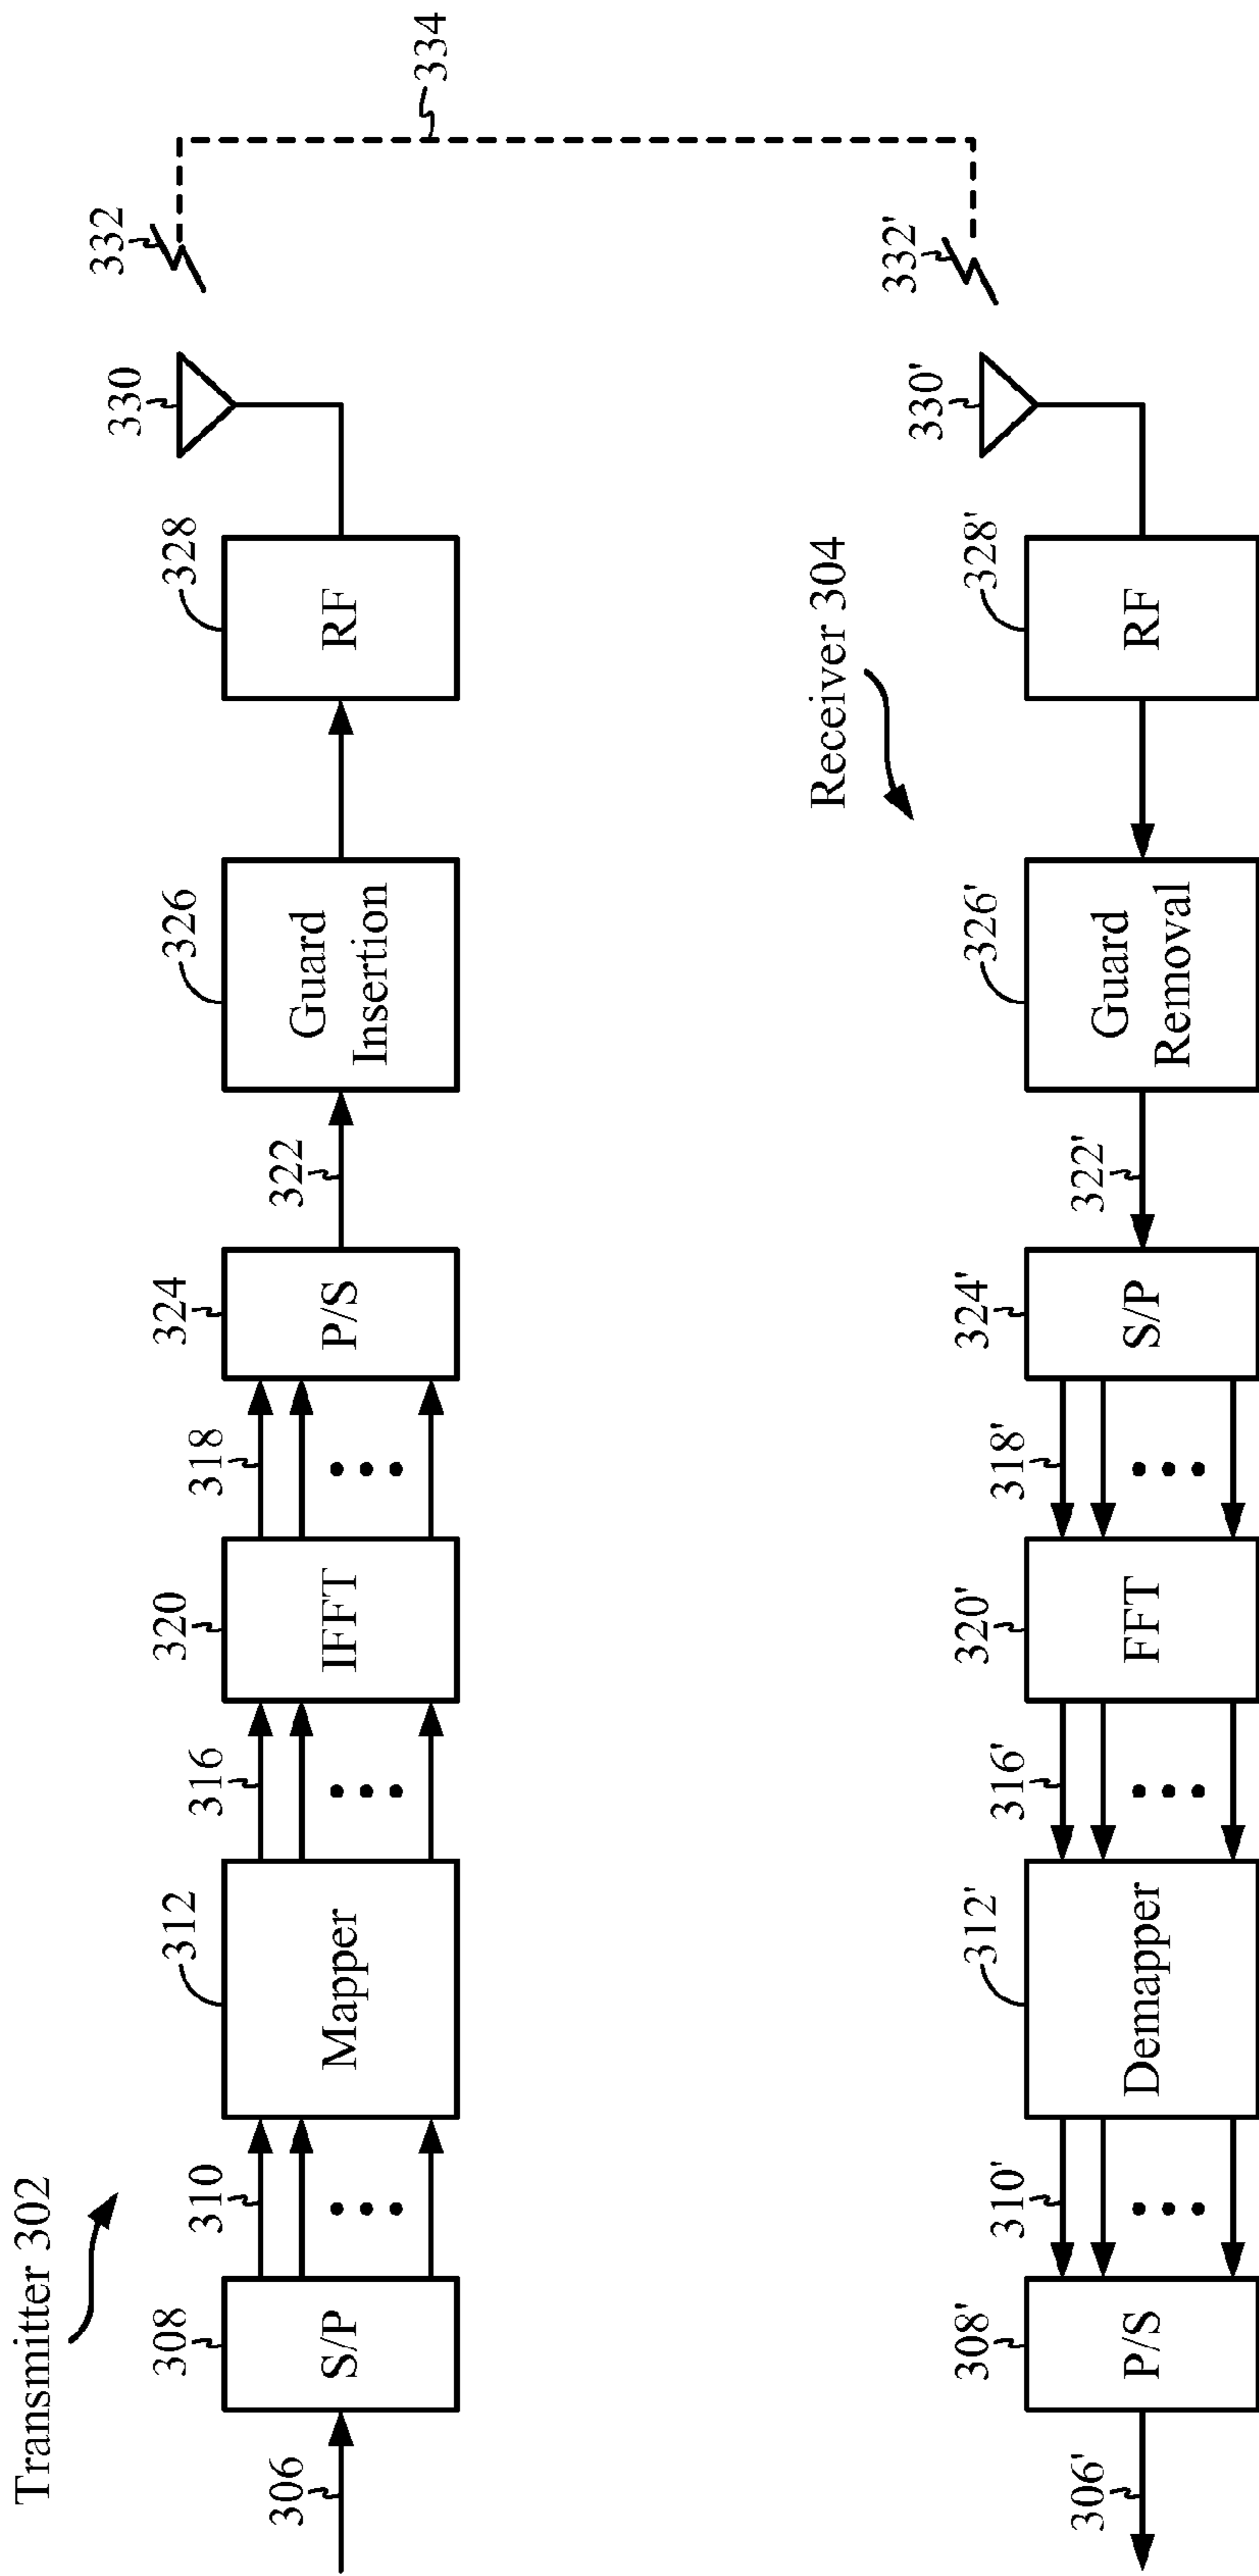 Transmitter 302
306
308
S/P
310
312
Mapper
316
320
IFFT
318
324
P/S
322
326
Guard
Insertion
328
RF
330
332
334
Receiver 304
306'
308'
P/S
310'
312'
Demapper
316'
320'
FFT
318'
324'
S/P
322'
326'
Guard
Removal
328'
RF
330'
332'